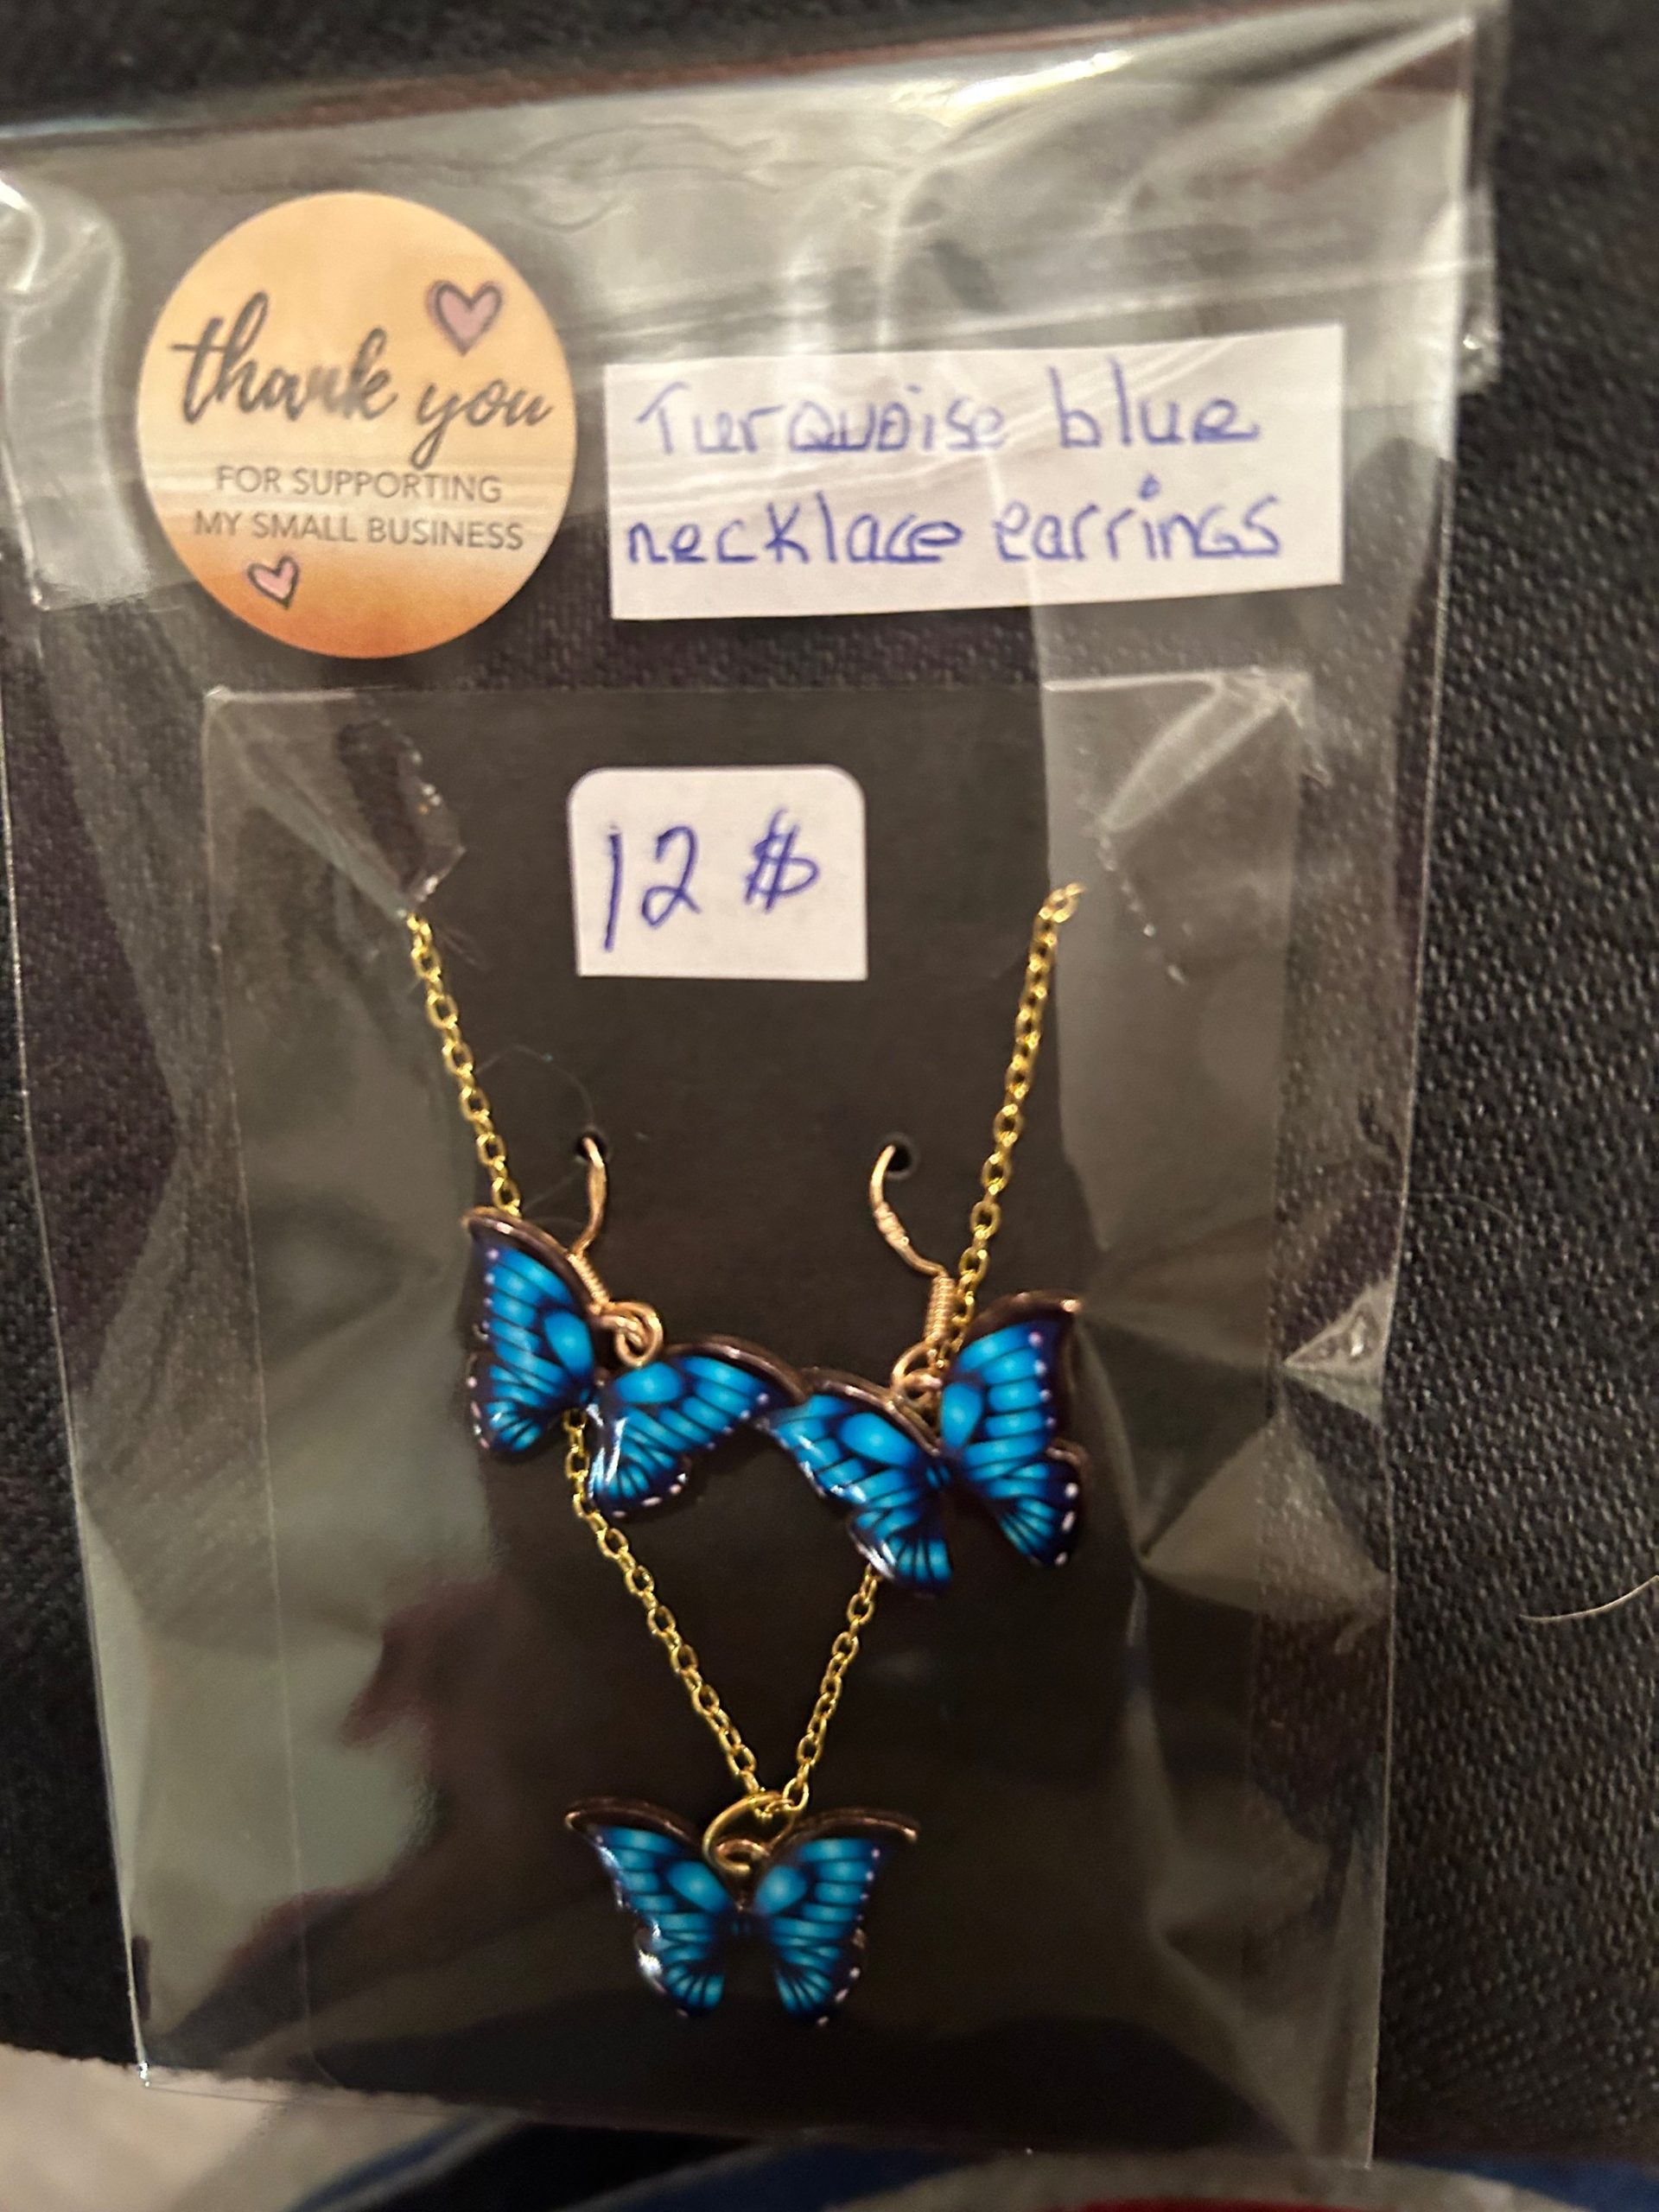 thank you
FOR SUPPORTING
MY SMALL BUSINESS
Turquoise blue
necklace earrings
12 $